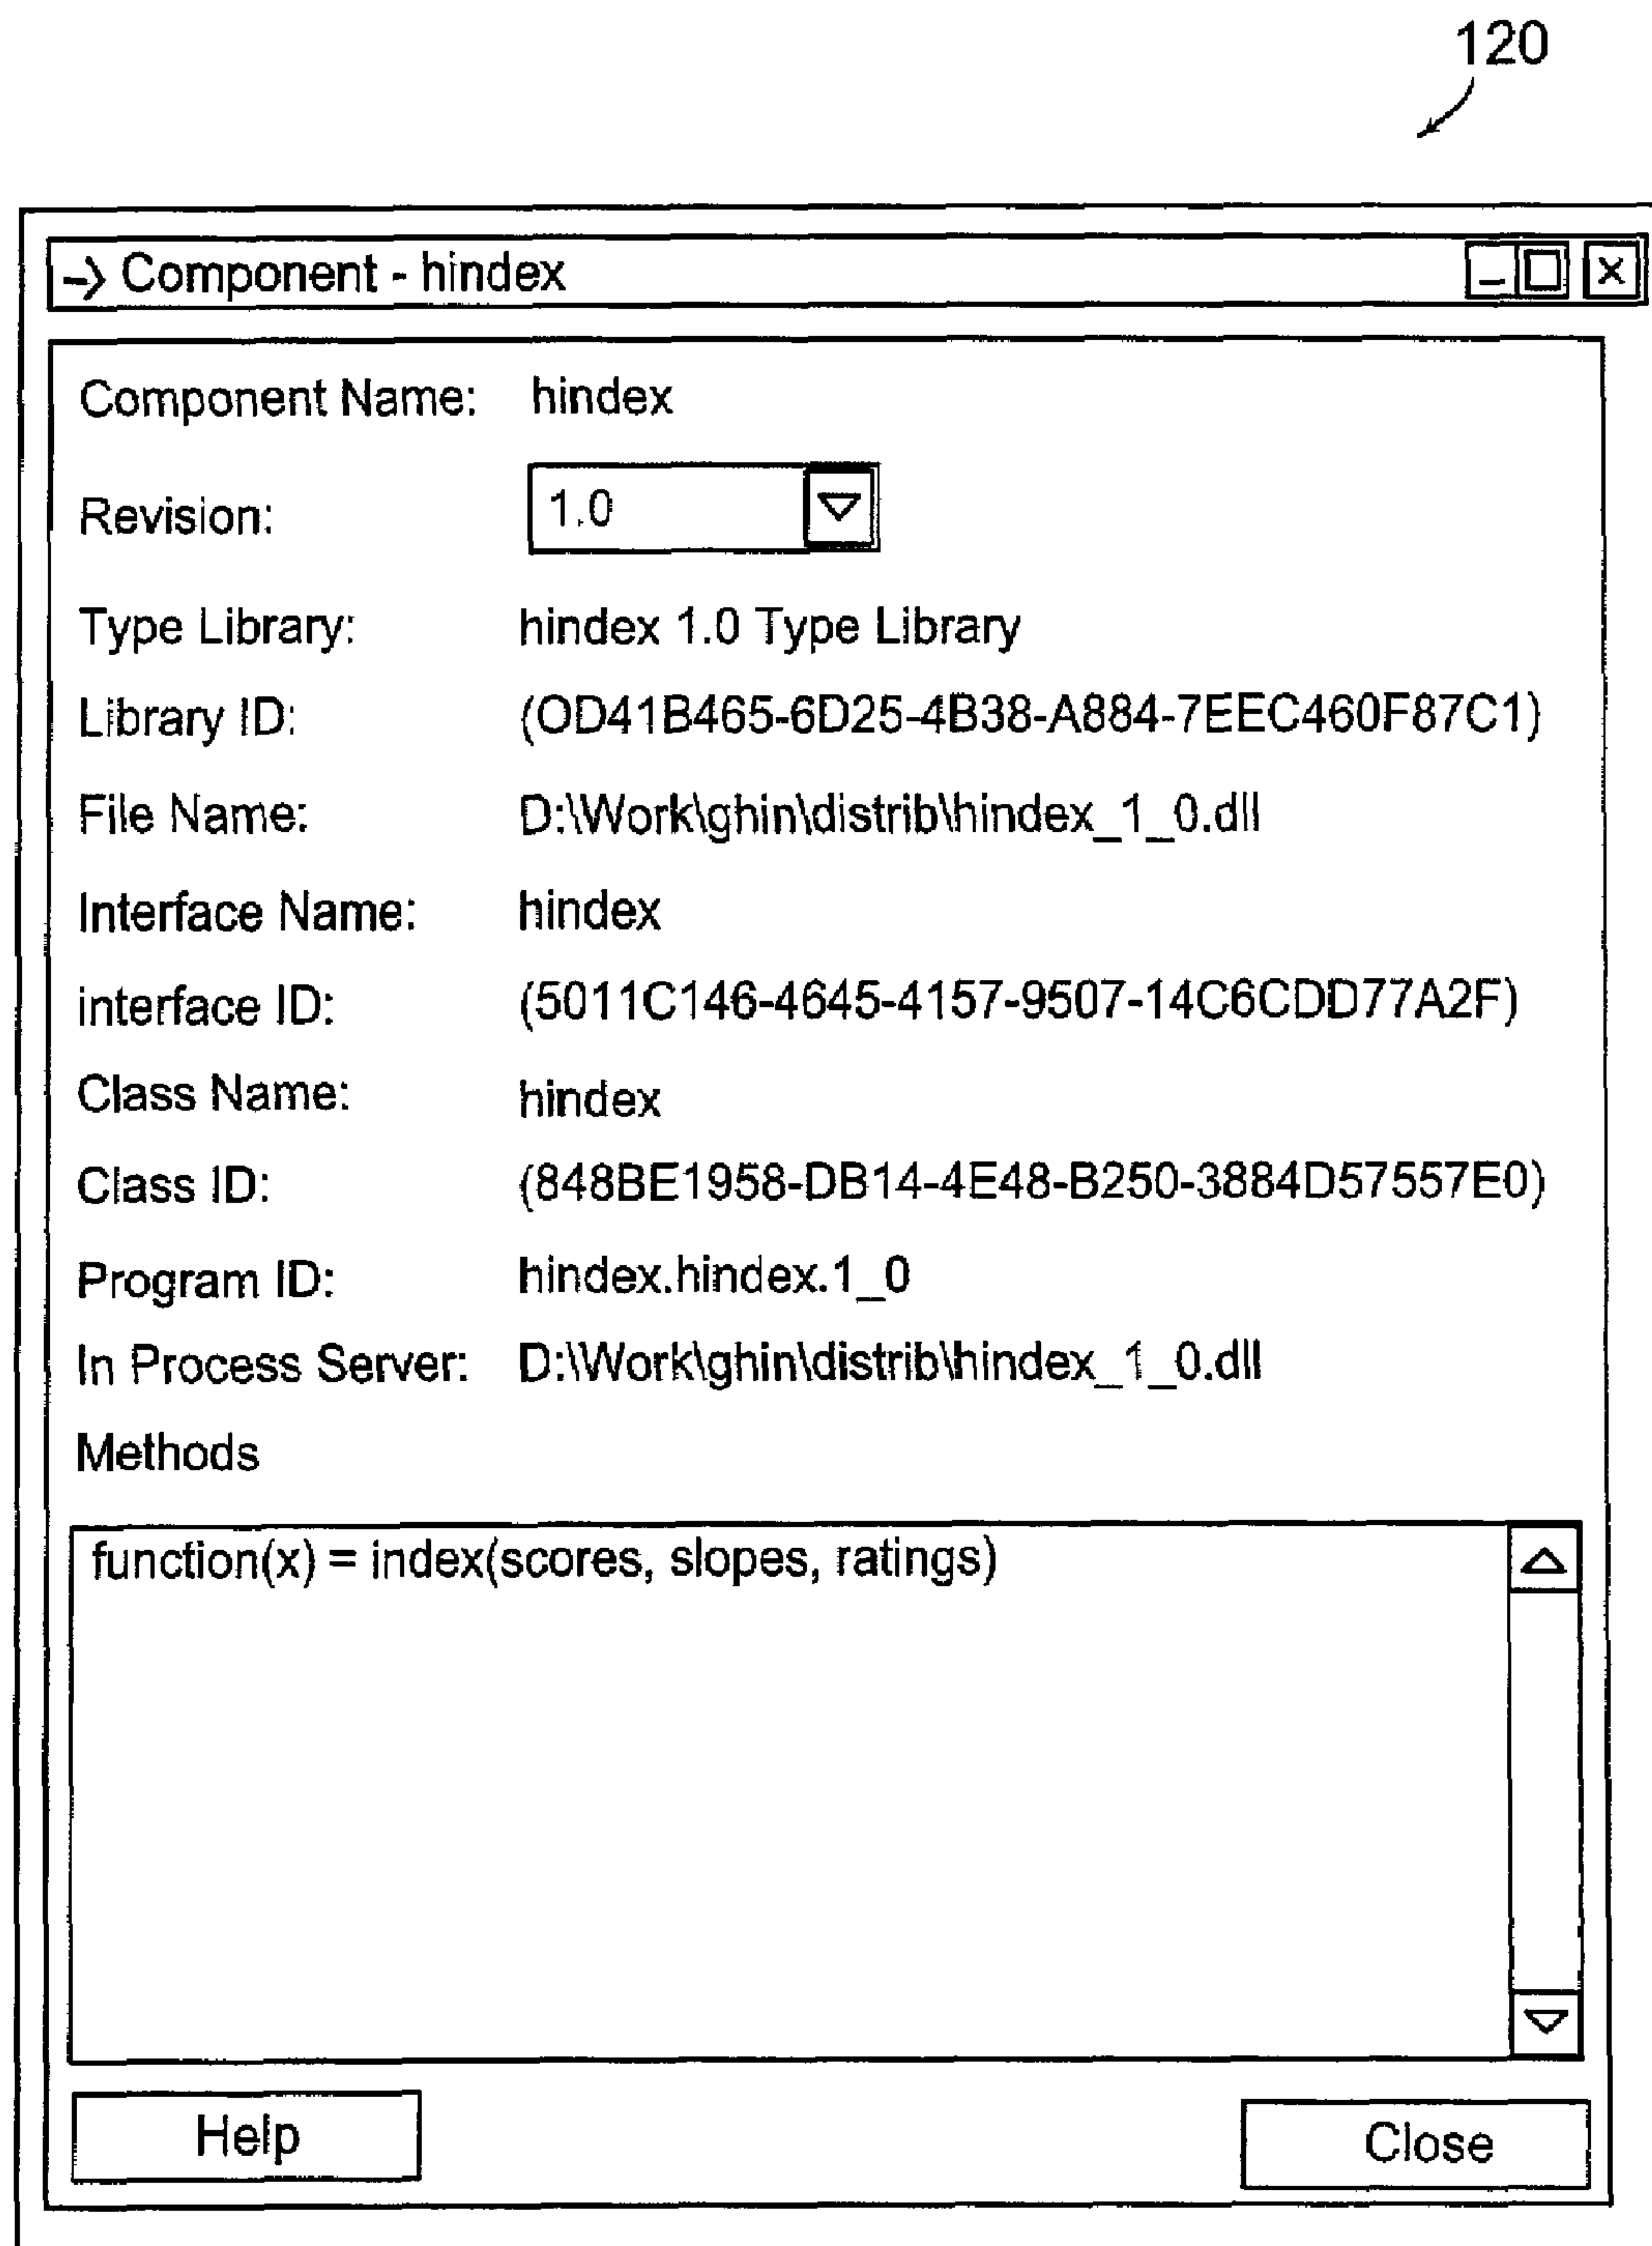 120
-> Component - hindex
Component Name: hindex
Revision: 1.0
Type Library: hindex 1.0 Type Library
Library ID: (OD41B465-6D25-4B38-A884-7EEC460F87C1)
File Name: D:\Work\ghin\distrib\hindex_1_0.dll
Interface Name: hindex
interface ID: (5011C146-4645-4157-9507-14C6CDD77A2F)
Class Name: hindex
Class ID: (848BE1958-DB14-4E48-B250-3884D57557E0)
Program ID: hindex.hindex.1_0
In Process Server: D:\Work\ghin\distrib\hindex_1_0.dll
Methods
function(x) = index(scores, slopes, ratings)
Help Close